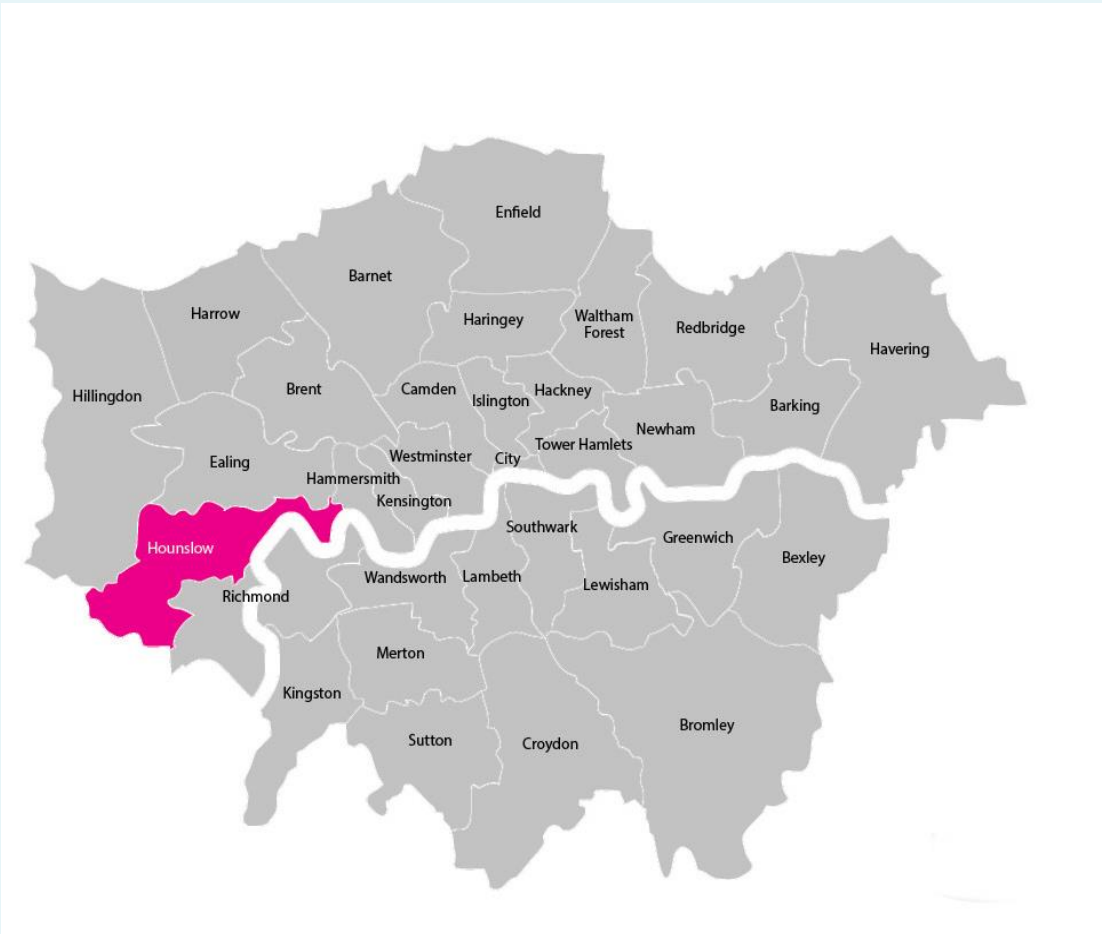 Enfield
Barnet
Harrow
Haringey
Waltham
Forest
Redbridge
Havering
Hillingdon
Brent
Camden
Islington
Hackney
Barking
Newham
Tower Hamlets
Westminster
City
Ealing
Hammersmith
Kensington
Southwark
Greenwich
Hounslow
Bexley
Wandsworth
Lambeth
Lewisham
Richmond
Merton
Kingston
Sutton
Croydon
Bromley